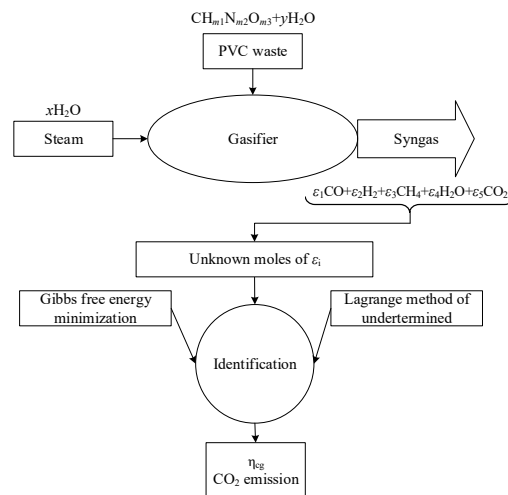 CHm1Nm2Om3+yH2O
PVC waste
xH2O
Steam
Gasifier
Syngas
ε1CO+ε2H2+ε3CH4+ε4H2O+ε5CO2
Unknown moles of εi
Gibbs free energy
minimization
Lagrange method of
undertermined
Identification
ηcg
CO2 emission